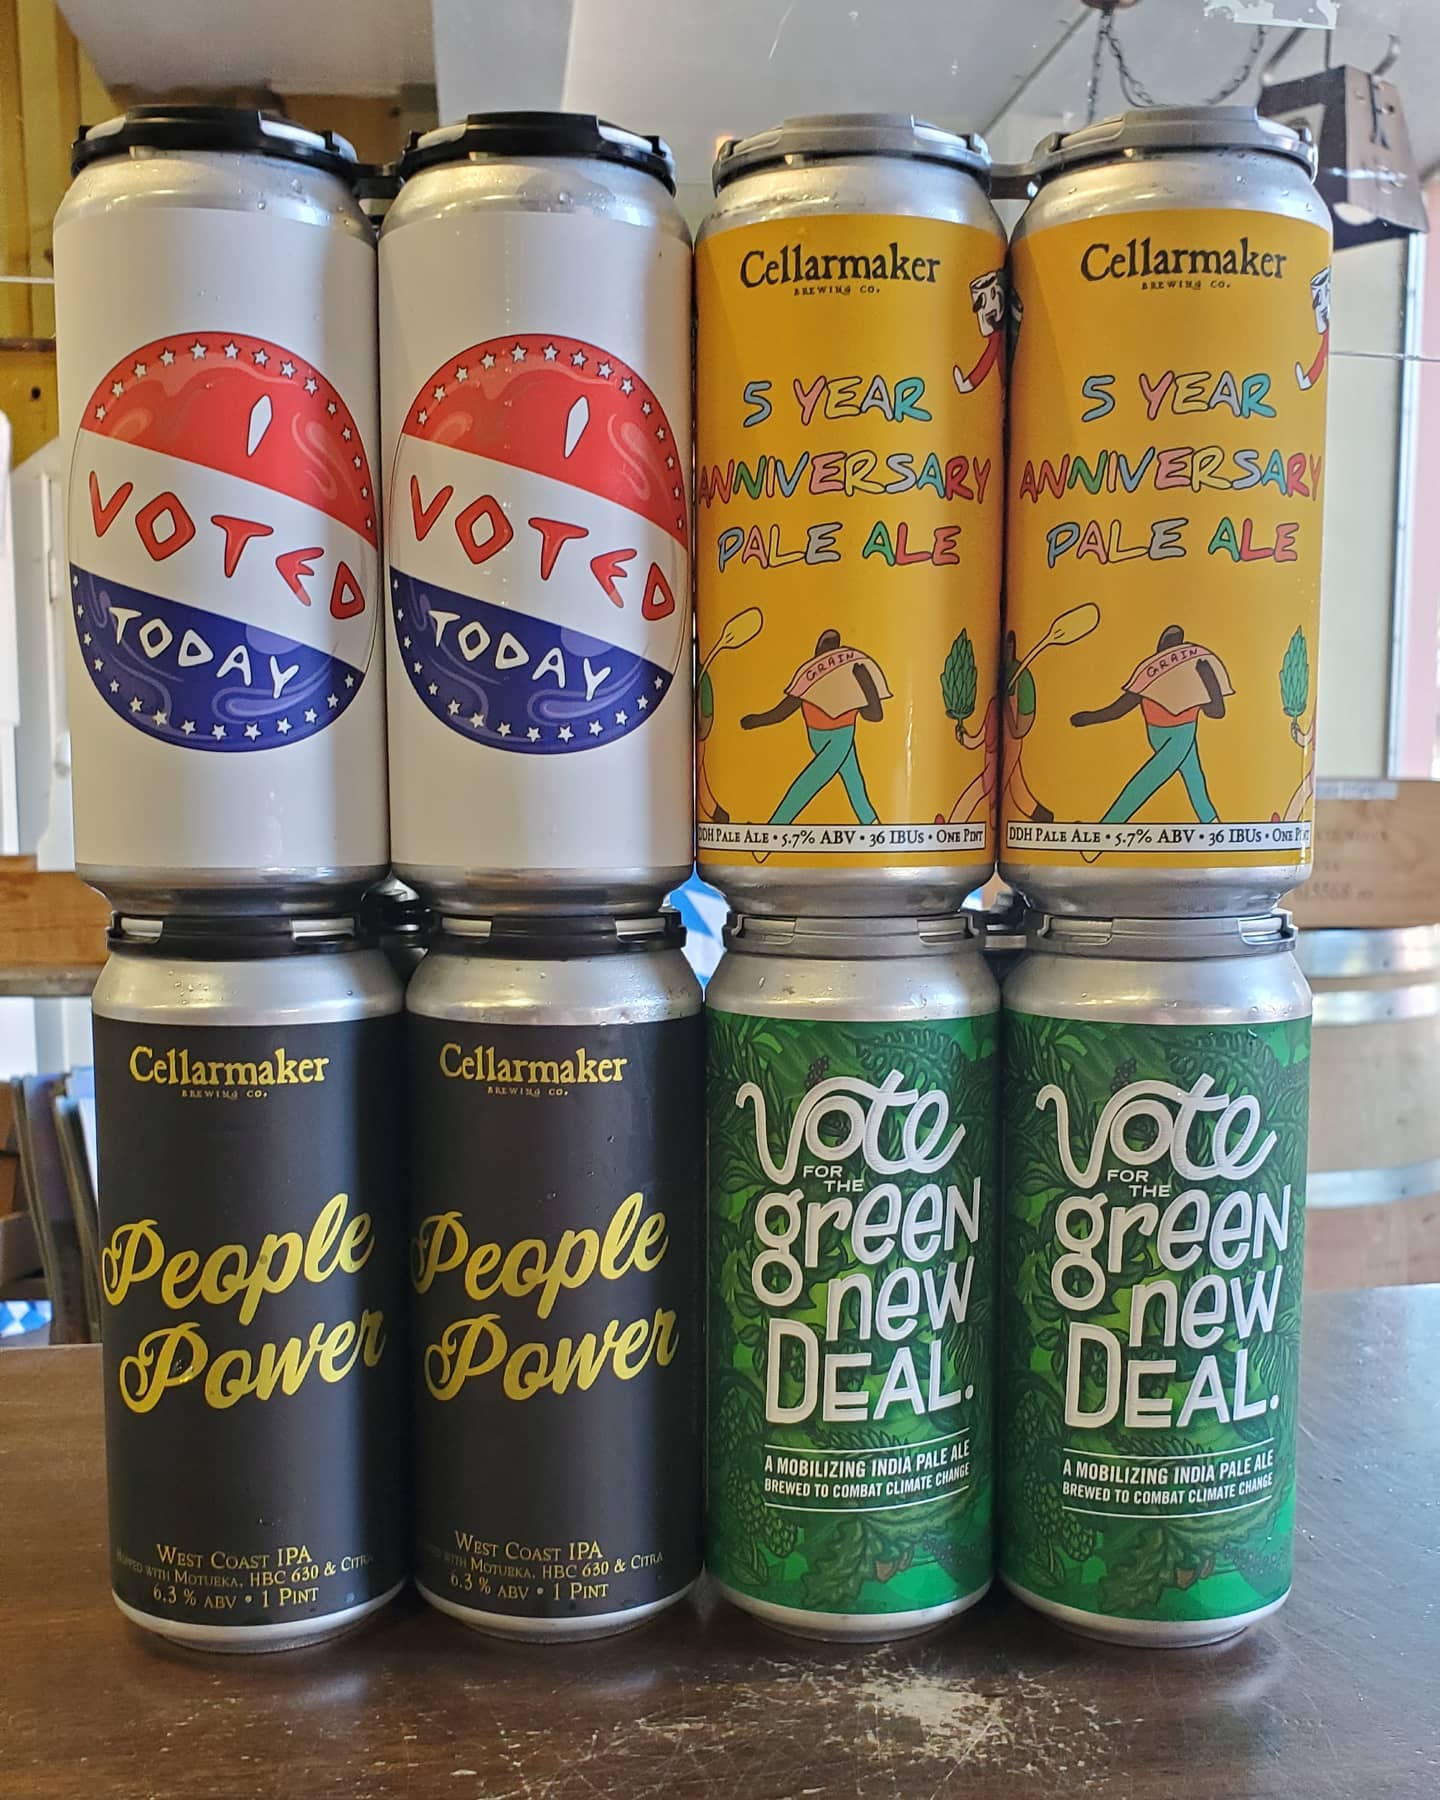 I
VOTED
TODAY
I
VOTED
TODAY
Cellarmaker
BREWING CO.
5 YEAR
ANNIVERSARY
PALE ALE
GRAIN
DDH PALE ALE • 5.7% ABV • 36 IBUs • ONE PINT
Cellarmaker
BREWING CO.
5 YEAR
ANNIVERSARY
PALE ALE
GRAIN
DDH PALE ALE • 5.7% ABV • 36 IBUs • ONE PINT
Cellarmaker
BREWING CO.
People
Power
WEST COAST IPA
HOPPED WITH MOTUEKA, HBC 630 & CITRA
6.3 % ABV • 1 PINT
Cellarmaker
BREWING CO.
People
Power
WEST COAST IPA
WITH MOTUEKA, HBC 630 & CITRA
6.3 % ABV • 1 PINT
Vote
FOR
THE
green
new
DEAL.
A MOBILIZING INDIA PALE ALE
BREWED TO COMBAT CLIMATE CHANGE
Vote
FOR
THE
green
new
DEAL.
A MOBILIZING INDIA PALE ALE
BREWED TO COMBAT CLIMATE CHANGE